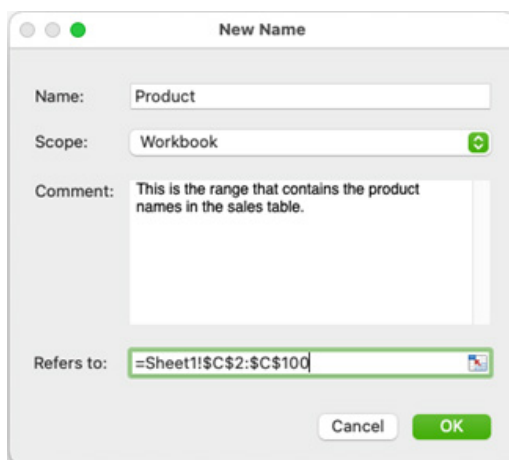 New Name
Name: Product
Scope: Workbook
Comment: This is the range that contains the product
names in the sales table.
Refers to: =Sheet1!$C$2:$C$100
Cancel OK